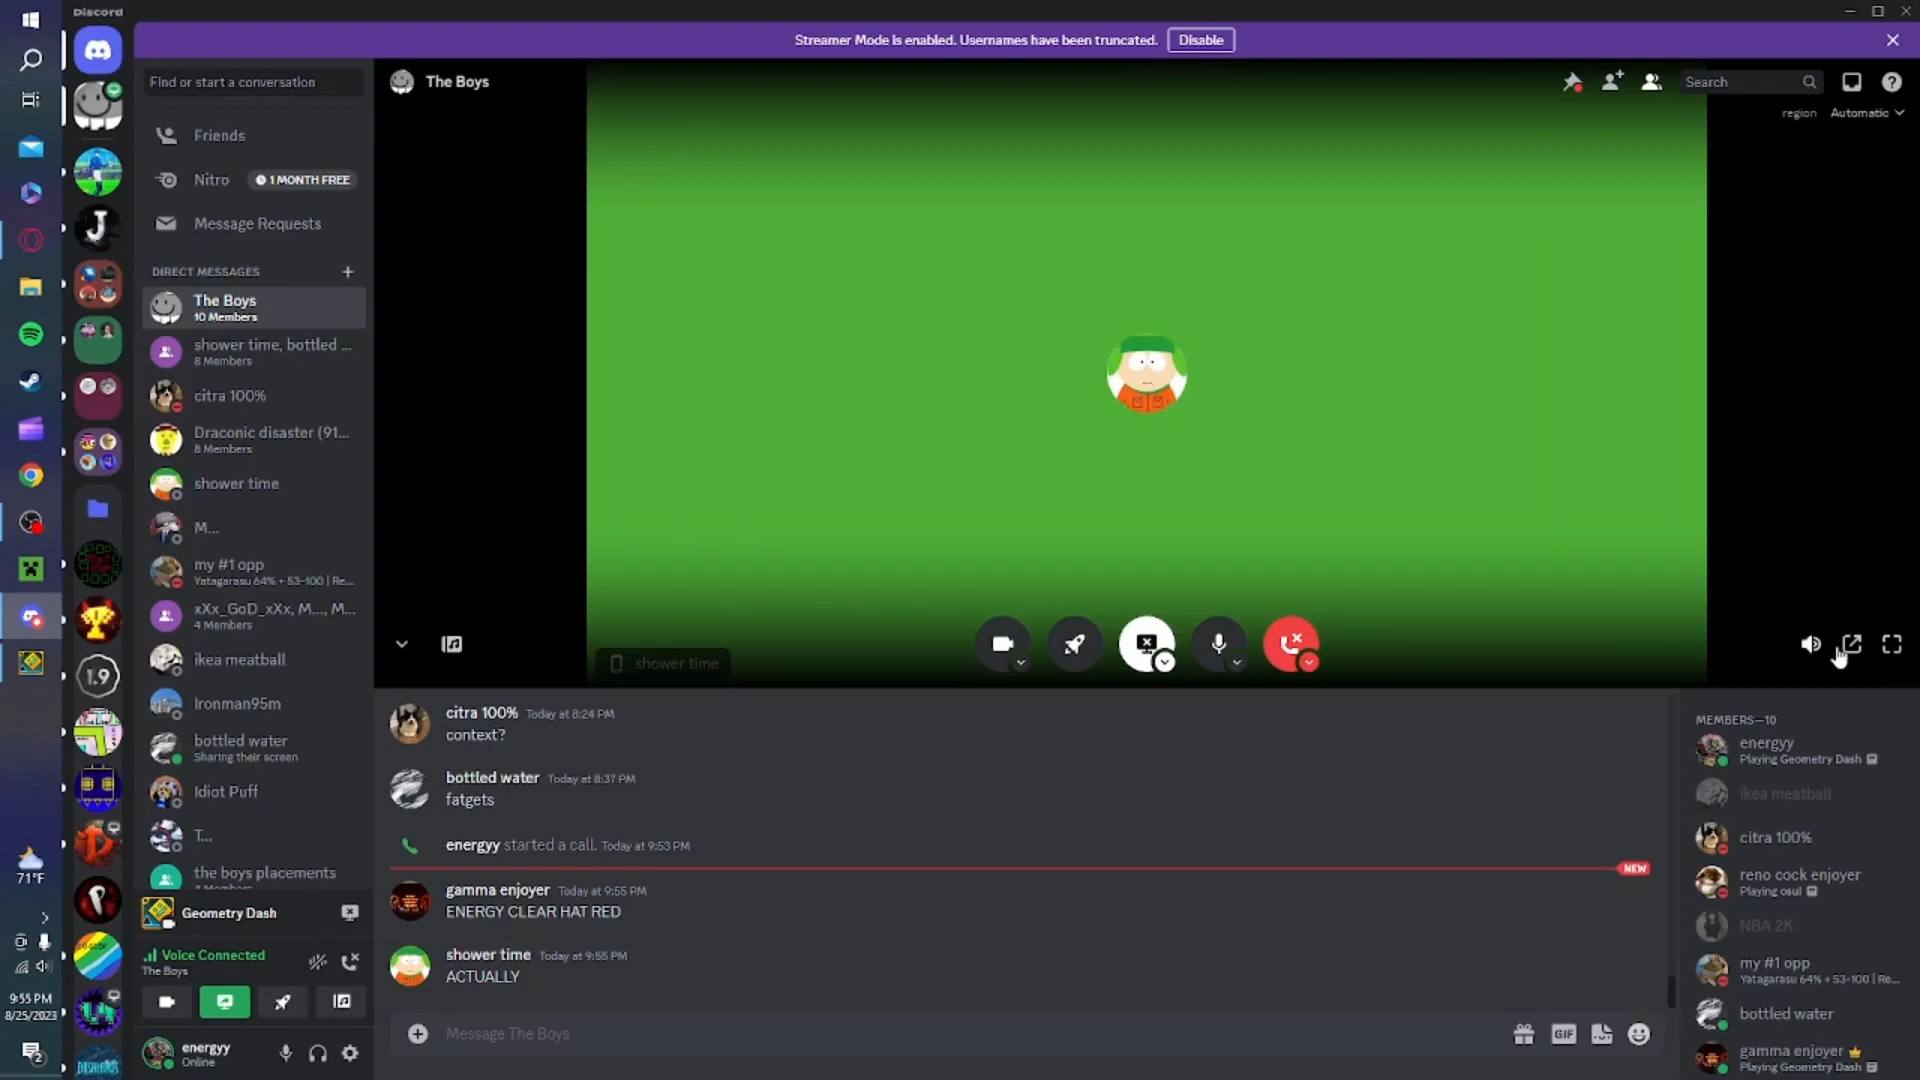 Discord
Streamer Mode is enabled. Usernames have been truncated.
Disable
Find or start a conversation
The Boys
Search
region
Automatic
Friends
Nitro
1 MONTH FREE
Message Requests
DIRECT MESSAGES
The Boys
10 Members
shower time, bottled ...
8 Members
citra 100%
Draconic disaster (91...
8 Members
shower time
M...
my #1 opp
Yatagarasu 64% + 53-100 | Re...
xXx_GoD_xXx, M..., M...
4 Members
ikea meatball
Ironman95m
bottled water
Sharing their screen
Idiot Puff
T...
the boys placements
Geometry Dash
Voice Connected
The Boys
energyy
Online
shower time
citra 100% Today at 8:24 PM
context?
bottled water Today at 8:37 PM
fatgets
energyy started a call. Today at 9:53 PM
NEW
gamma enjoyer Today at 9:55 PM
ENERGY CLEAR HAT RED
shower time Today at 9:55 PM
ACTUALLY
Message The Boys
GIF
MEMBERS—10
energyy
Playing Geometry Dash
ikea meatball
citra 100%
reno cock enjoyer
Playing osu!
NBA 2K
my #1 opp
Yatagarasu 64% + 53-100 | Re...
bottled water
gamma enjoyer
Playing Geometry Dash
J
1.9
71°F
9:55 PM
8/25/2023
2